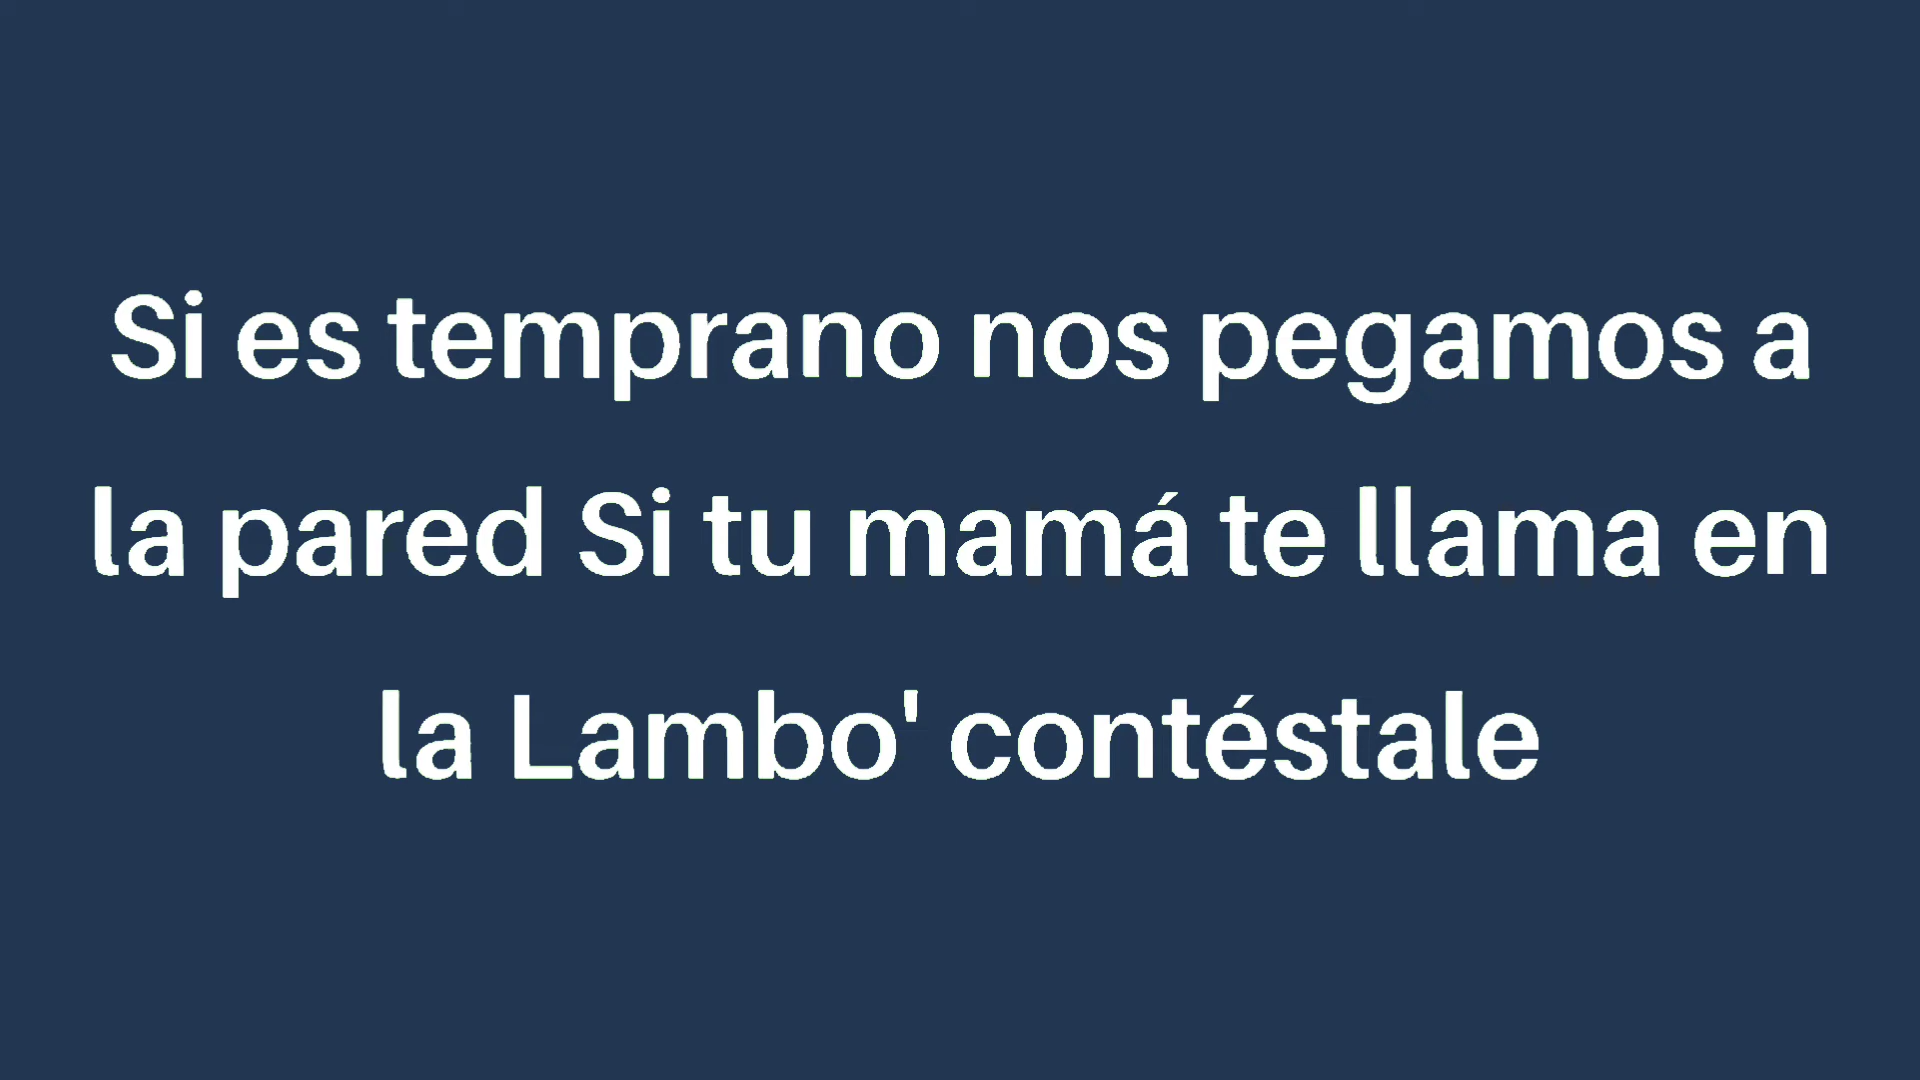 Si es temprano nos pegamos a
la pared Si tu mamá te llama en
la Lambo' contéstale